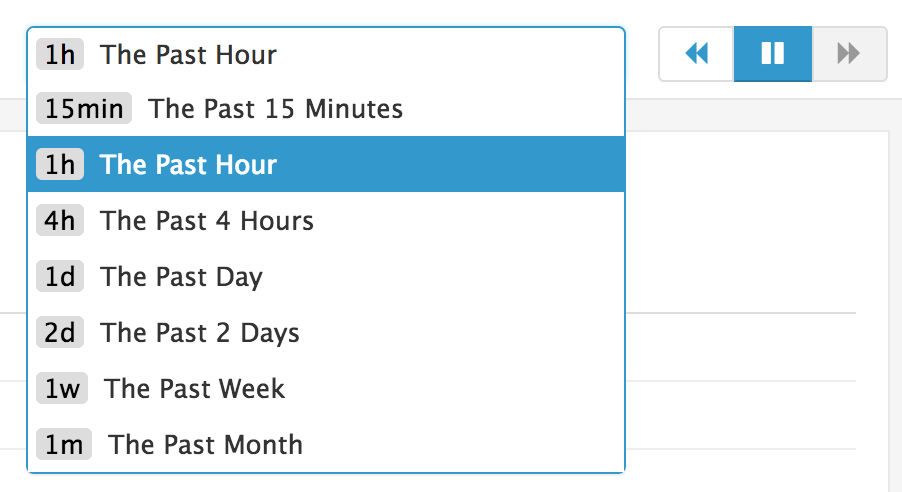 1h The Past Hour
15min The Past 15 Minutes
1h The Past Hour
4h The Past 4 Hours
1d The Past Day
2d The Past 2 Days
1w The Past Week
1m The Past Month